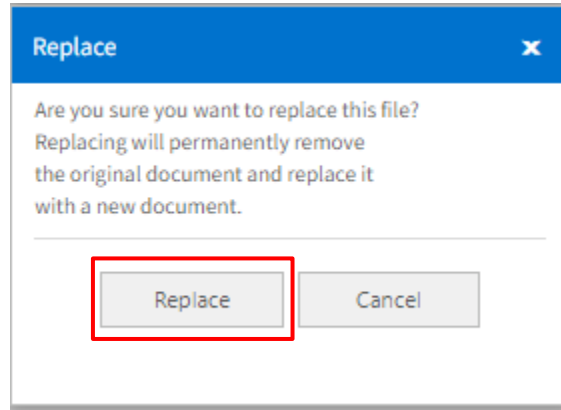 Replace x
Are you sure you want to replace this file?
Replacing will permanently remove
the original document and replace it
with a new document.
Replace Cancel